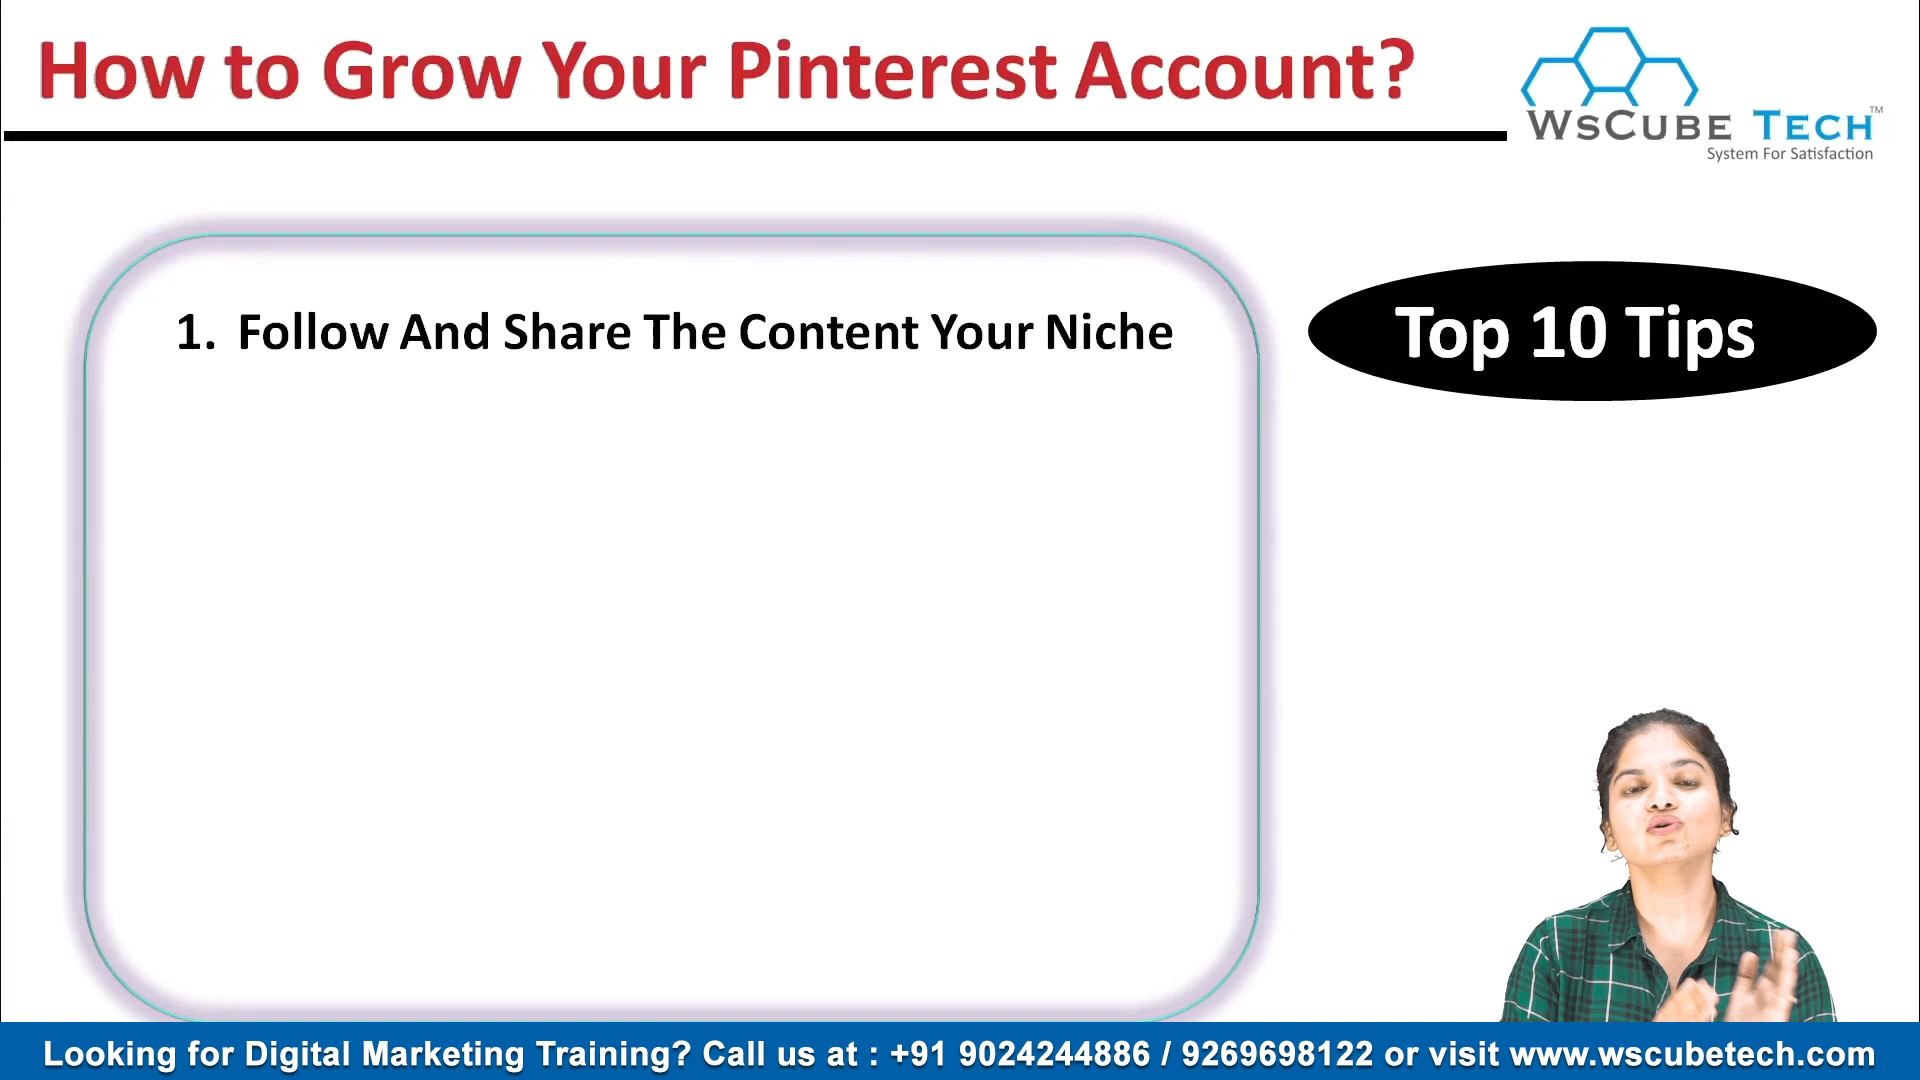 How to Grow Your Pinterest Account?
WSCUBE TECH™
System For Satisfaction
1. Follow And Share The Content Your Niche
Top 10 Tips
Looking for Digital Marketing Training? Call us at : +91 9024244886 / 9269698122 or visit www.wscubetech.com